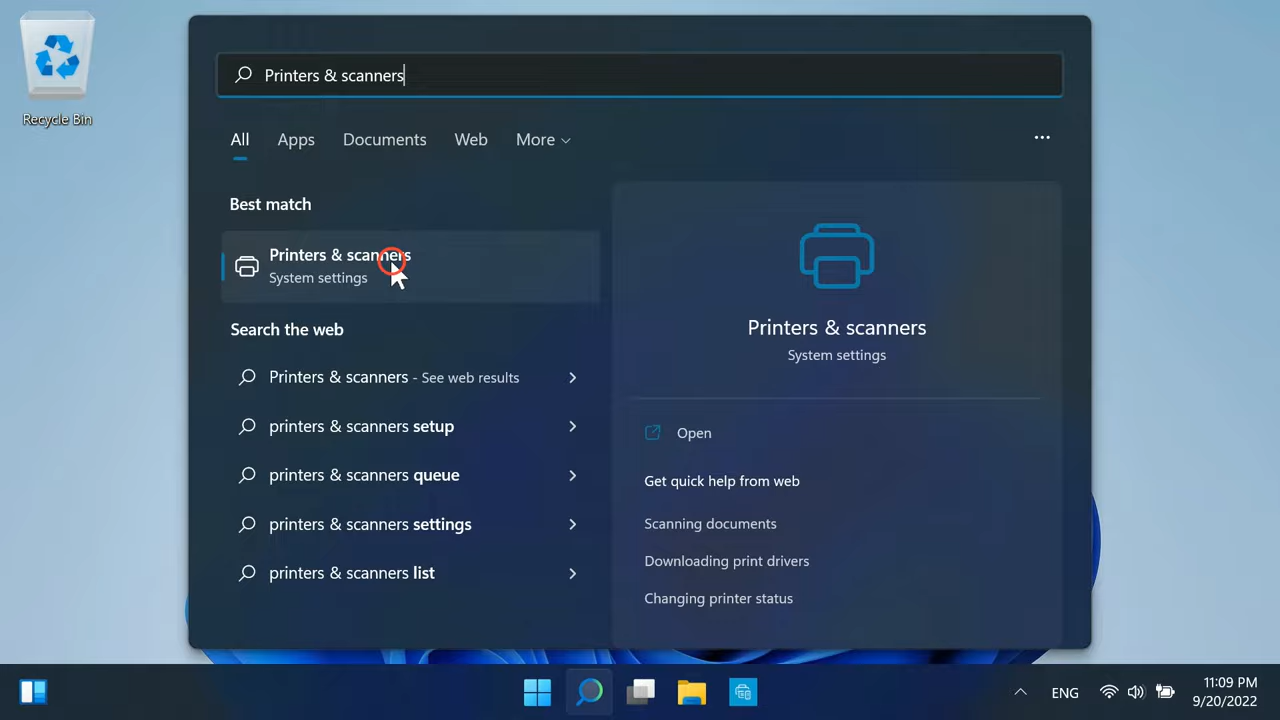 Recycle Bin
Printers & scanners
All Apps Documents Web More
Best match
Printers & scanners
System settings
Search the web
Printers & scanners - See web results
printers & scanners setup
printers & scanners queue
printers & scanners settings
printers & scanners list
Printers & scanners
System settings
Open
Get quick help from web
Scanning documents
Downloading print drivers
Changing printer status
ENG
11:09 PM
9/20/2022